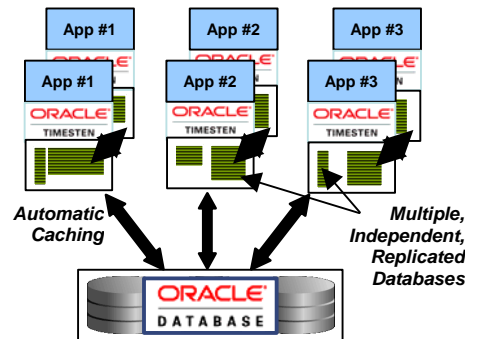 App #1
App #2
App #3
App #1
App #2
App #3
ORACLE
TIMESTEN
ORACLE
TIMESTEN
ORACLE
TIMESTEN
Automatic
Caching
Multiple,
Independent,
Replicated
Databases
ORACLE
DATABASE